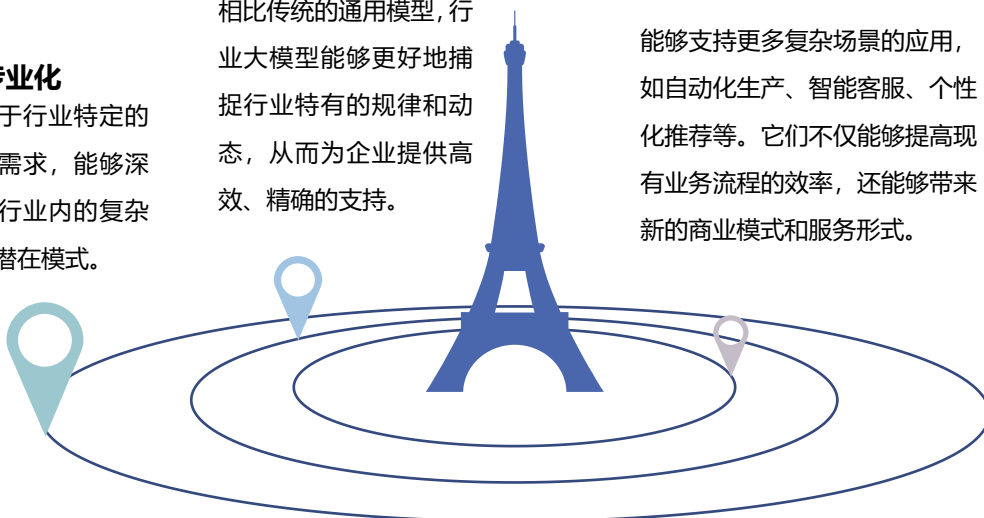 专业化
于行业特定的
需求，能够深
行业内的复杂
潜在模式。
相比传统的通用模型，行
业大模型能够更好地捕
捉行业特有的规律和动
态，从而为企业提供高
效、精确的支持。
能够支持更多复杂场景的应用，
如自动化生产、智能客服、个性
化推荐等。它们不仅能够提高现
有业务流程的效率，还能够带来
新的商业模式和服务形式。